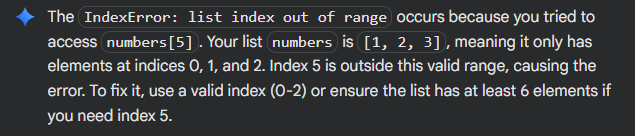 The IndexError: list index out of range occurs because you tried to
access numbers[5]. Your list numbers is [1, 2, 3], meaning it only has
elements at indices 0, 1, and 2. Index 5 is outside this valid range, causing the
error. To fix it, use a valid index (0-2) or ensure the list has at least 6 elements if
you need index 5.